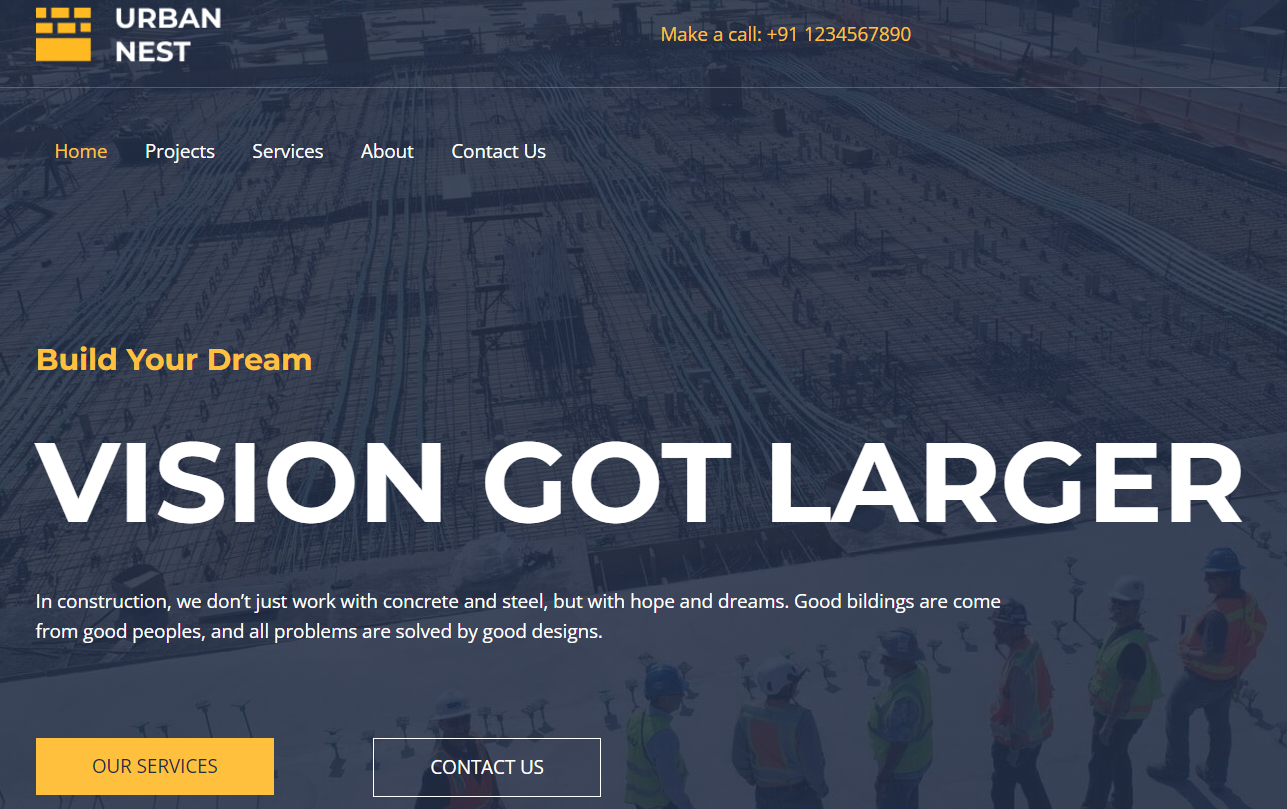 URBAN
NEST
Make a call: +91 1234567890
Home Projects Services About Contact Us
Build Your Dream
VISION GOT LARGER
In construction, we don’t just work with concrete and steel, but with hope and dreams. Good bildings are come
from good peoples, and all problems are solved by good designs.
OUR SERVICES CONTACT US